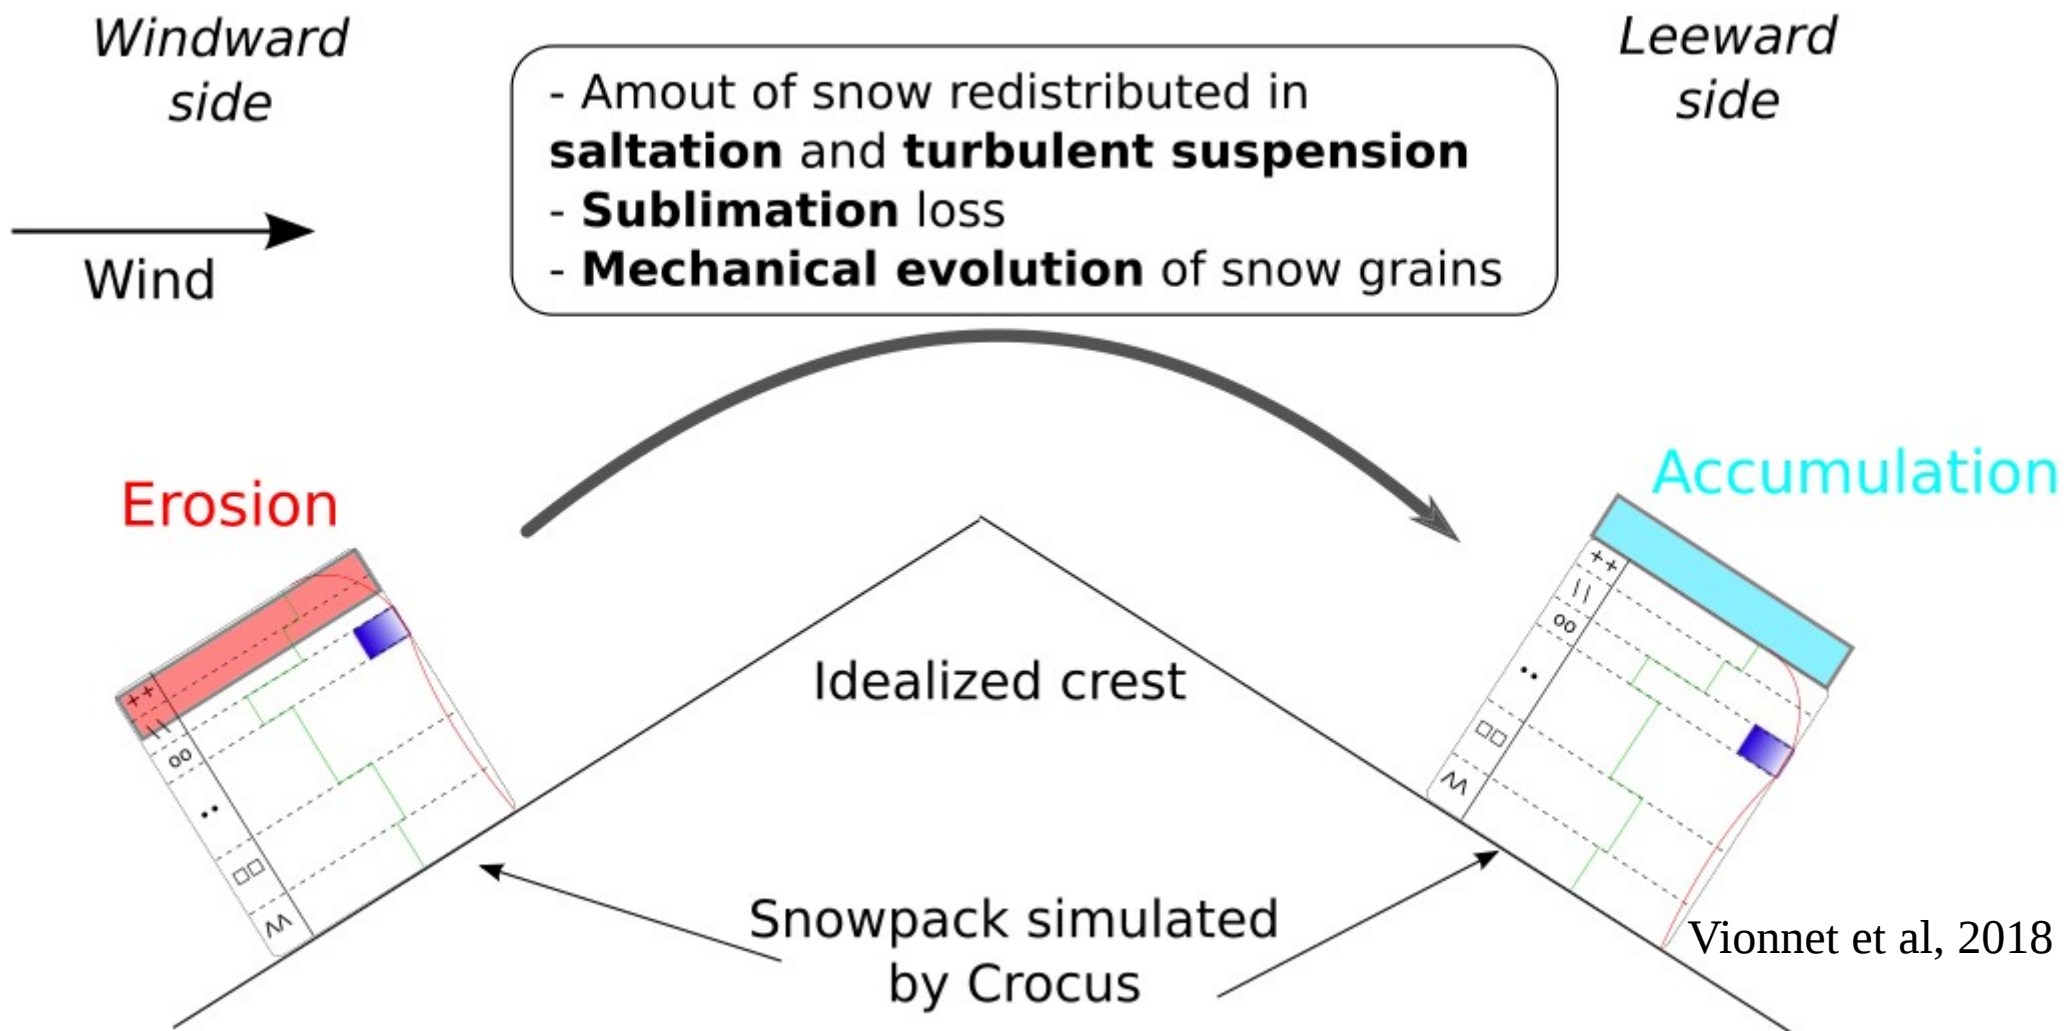 Windward
side
Leeward
side
- Amout of snow redistributed in
saltation and turbulent suspension
- Sublimation loss
- Mechanical evolution of snow grains
Wind
Erosion
Accumulation
Idealized crest
Snowpack simulated
by Crocus
Vionnet et al, 2018